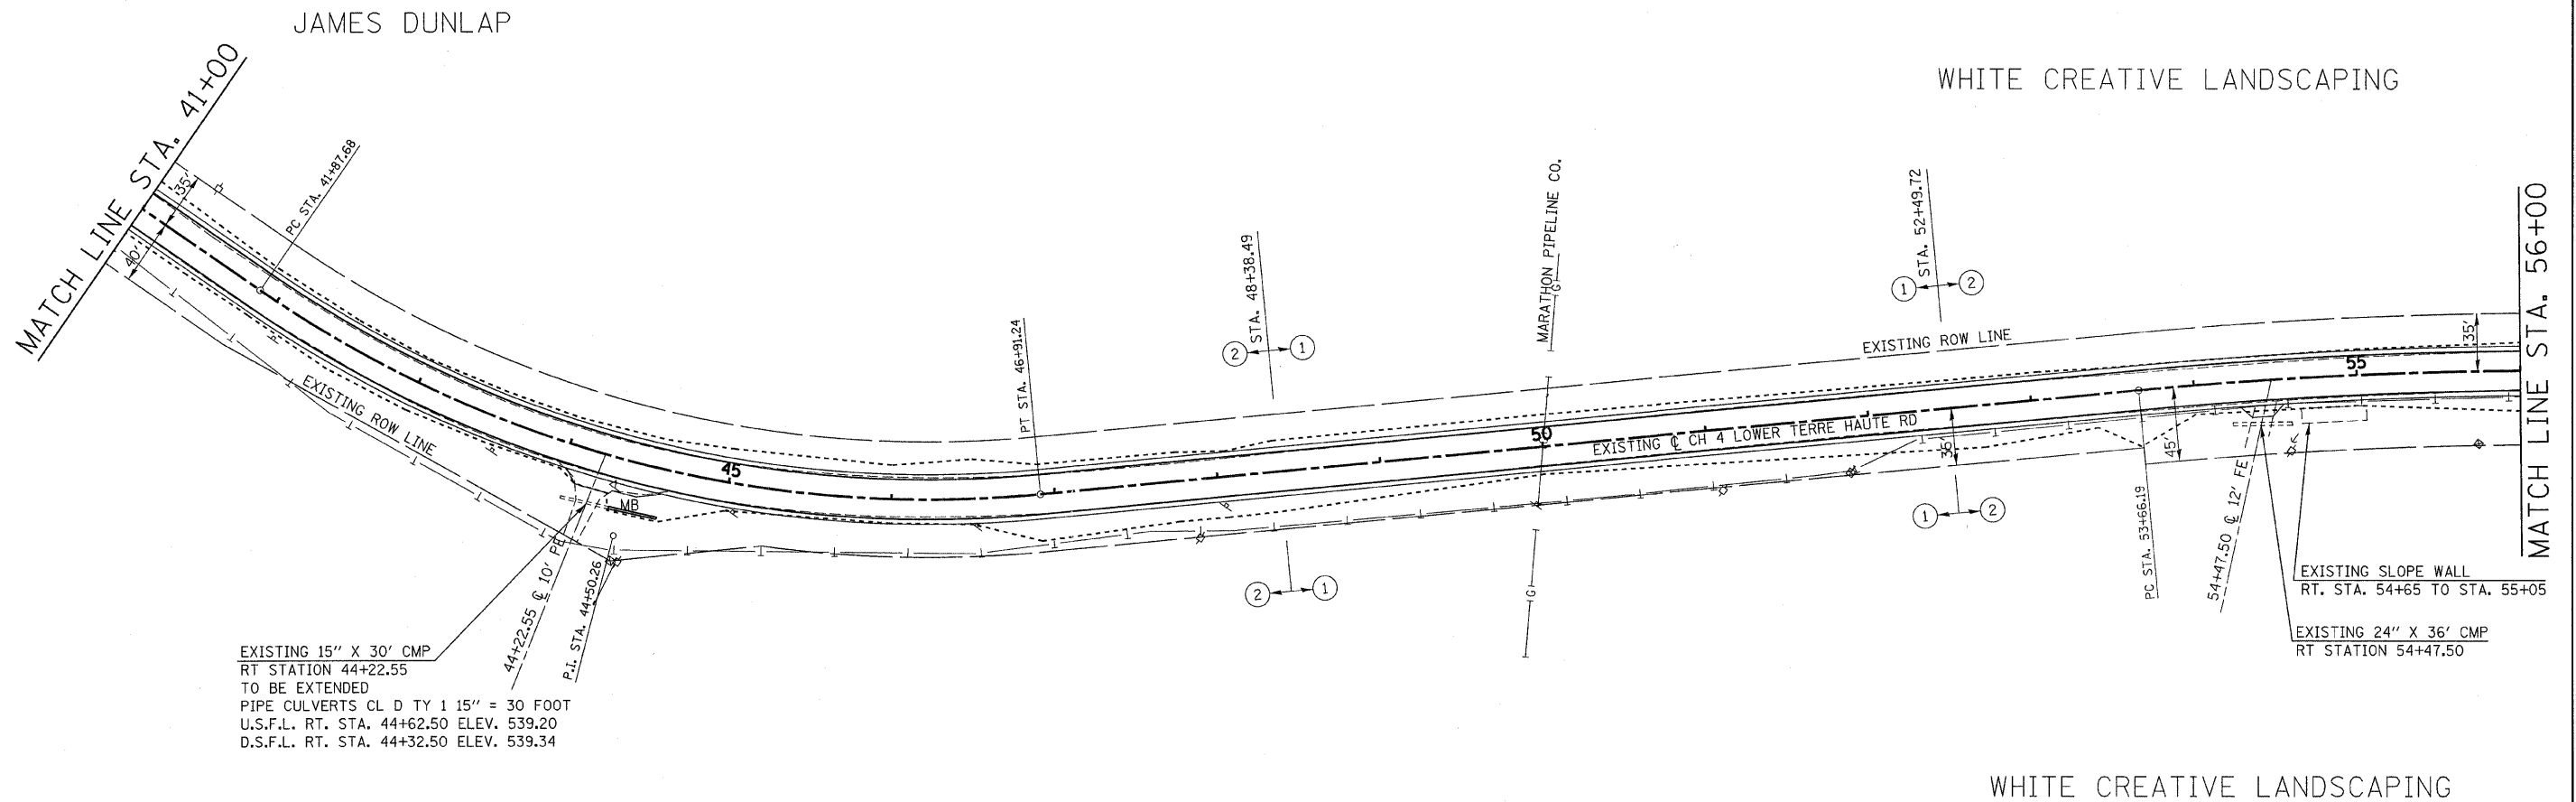 JAMES DUNLAP
WHITE CREATIVE LANDSCAPING
MATCH LINE STA. 41+00
35'
40'
PC STA. 41+87.68
EXISTING ROW LINE
45
MB
44+22.55 ℄ 10' PE
P.I. STA. 44+50.26
EXISTING 15" X 30' CMP
RT STATION 44+22.55
TO BE EXTENDED
PIPE CULVERTS CL D TY 1 15" = 30 FOOT
U.S.F.L. RT. STA. 44+62.50 ELEV. 539.20
D.S.F.L. RT. STA. 44+32.50 ELEV. 539.34
PT STA. 46+91.24
STA. 48+38.49
2 1
2 1
MARATHON PIPELINE CO.
G
G
50
EXISTING ℄ CH 4 LOWER TERRE HAUTE RD
STA. 52+49.72
1 2
EXISTING ROW LINE
35'
1 2
45'
PC STA. 53+66.19
54+47.50 ℄ 12' FE
55
35'
EXISTING SLOPE WALL
RT. STA. 54+65 TO STA. 55+05
EXISTING 24" X 36' CMP
RT STATION 54+47.50
MATCH LINE STA. 56+00
WHITE CREATIVE LANDSCAPING